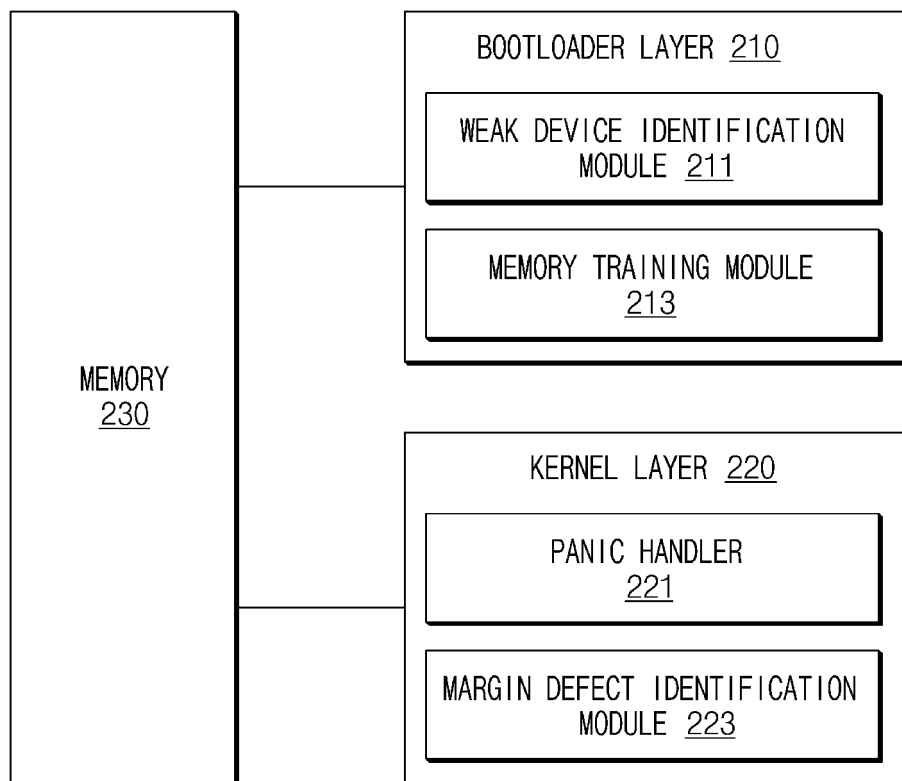 MEMORY
230
BOOTLOADER LAYER 210
WEAK DEVICE IDENTIFICATION
MODULE 211
MEMORY TRAINING MODULE
213
KERNEL LAYER 220
PANIC HANDLER
221
MARGIN DEFECT IDENTIFICATION
MODULE 223